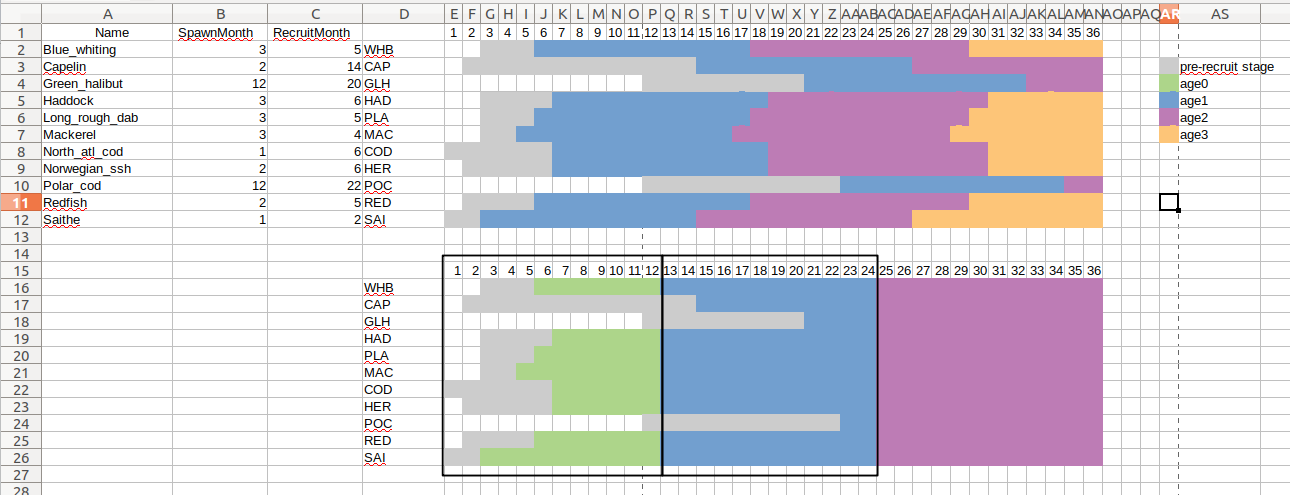 A B C D E F G H I J K L M N O P Q R S T U V W X Y Z AA AB AC AD AE AF AG AH AI AJ AK AL AM AN AO AP AQ AR AS
1 Name SpawnMonth RecruitMonth 1 2 3 4 5 6 7 8 9 10 11 12 13 14 15 16 17 18 19 20 21 22 23 24 25 26 27 28 29 30 31 32 33 34 35 36
2 Blue_whiting 3 5 WHB
3 Capelin 2 14 CAP pre-recruit stage
4 Green_halibut 12 20 GLH age0
5 Haddock 3 6 HAD age1
6 Long_rough_dab 3 5 PLA age2
7 Mackerel 3 4 MAC age3
8 North_atl_cod 1 6 COD
9 Norwegian_ssh 2 6 HER
10 Polar_cod 12 22 POC
11 Redfish 2 5 RED
12 Saithe 1 2 SAI
13
14
15 1 2 3 4 5 6 7 8 9 10 11 12 13 14 15 16 17 18 19 20 21 22 23 24 25 26 27 28 29 30 31 32 33 34 35 36
16 WHB
17 CAP
18 GLH
19 HAD
20 PLA
21 MAC
22 COD
23 HER
24 POC
25 RED
26 SAI
27
28